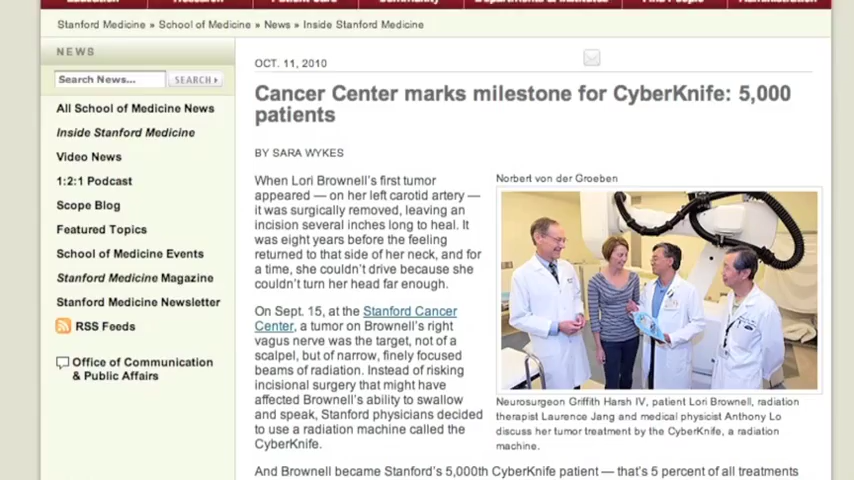 Education Research Patient Care Community Departments & Institutes Find People Administration
Stanford Medicine » School of Medicine » News » Inside Stanford Medicine
NEWS
Search News... SEARCH
All School of Medicine News
Inside Stanford Medicine
Video News
1:2:1 Podcast
Scope Blog
Featured Topics
School of Medicine Events
Stanford Medicine Magazine
Stanford Medicine Newsletter
RSS Feeds
Office of Communication
& Public Affairs
OCT. 11, 2010
Cancer Center marks milestone for CyberKnife: 5,000
patients
BY SARA WYKES
When Lori Brownell's first tumor
appeared — on her left carotid artery —
it was surgically removed, leaving an
incision several inches long to heal. It
was eight years before the feeling
returned to that side of her neck, and for
a time, she couldn't drive because she
couldn't turn her head far enough.
On Sept. 15, at the Stanford Cancer
Center, a tumor on Brownell's right
vagus nerve was the target, not of a
scalpel, but of narrow, finely focused
beams of radiation. Instead of risking
incisional surgery that might have
affected Brownell's ability to swallow
and speak, Stanford physicians decided
to use a radiation machine called the
CyberKnife.
Norbert von der Groeben
Neurosurgeon Griffith Harsh IV, patient Lori Brownell, radiation
therapist Laurence Jang and medical physicist Anthony Lo
discuss her tumor treatment by the CyberKnife, a radiation
machine.
And Brownell became Stanford's 5,000th CyberKnife patient — that's 5 percent of all treatments